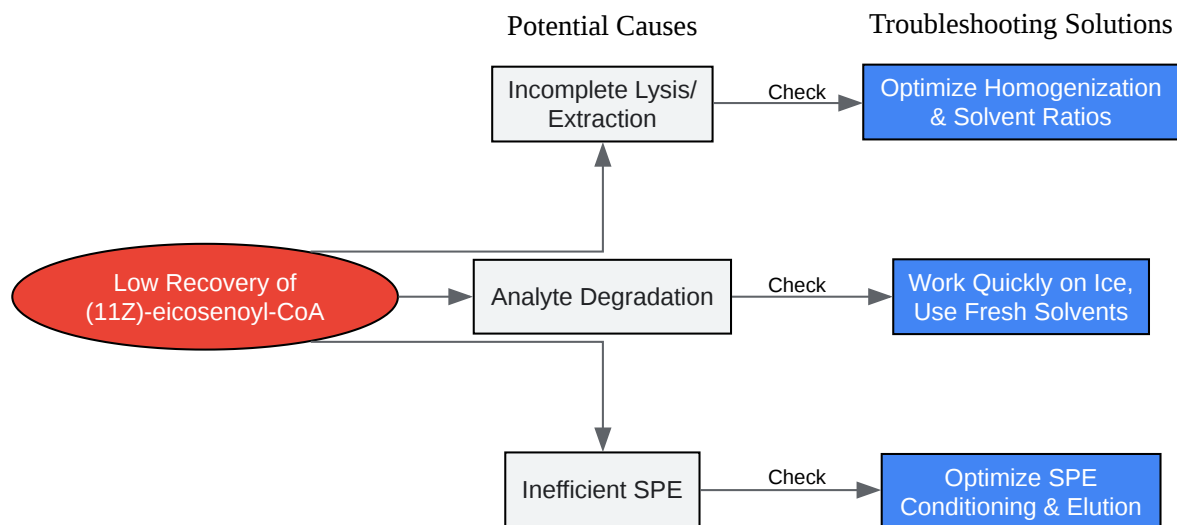 Potential Causes
Troubleshooting Solutions
Incomplete Lysis/
Extraction
Check
Optimize Homogenization
& Solvent Ratios
Low Recovery of
(11Z)-eicosenoyl-CoA
Analyte Degradation
Check
Work Quickly on Ice,
Use Fresh Solvents
Inefficient SPE
Check
Optimize SPE
Conditioning & Elution